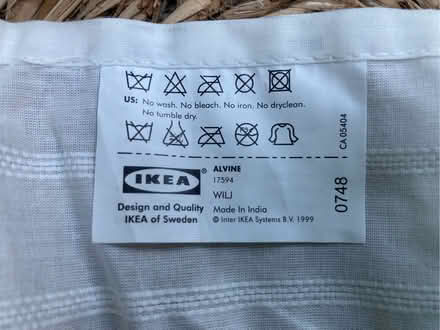 US: No wash. No bleach. No iron. No dryclean.
No tumble dry.
CA 05404
IKEA
Design and Quality
IKEA of Sweden
ALVINE
17594
WILJ
Made in India
© Inter IKEA Systems B.V. 1999
0748